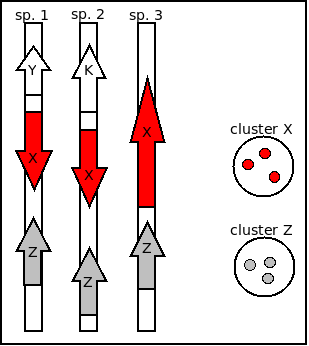 sp. 1 sp. 2 sp. 3
Y K
X X X
cluster X
Z Z Z
cluster Z